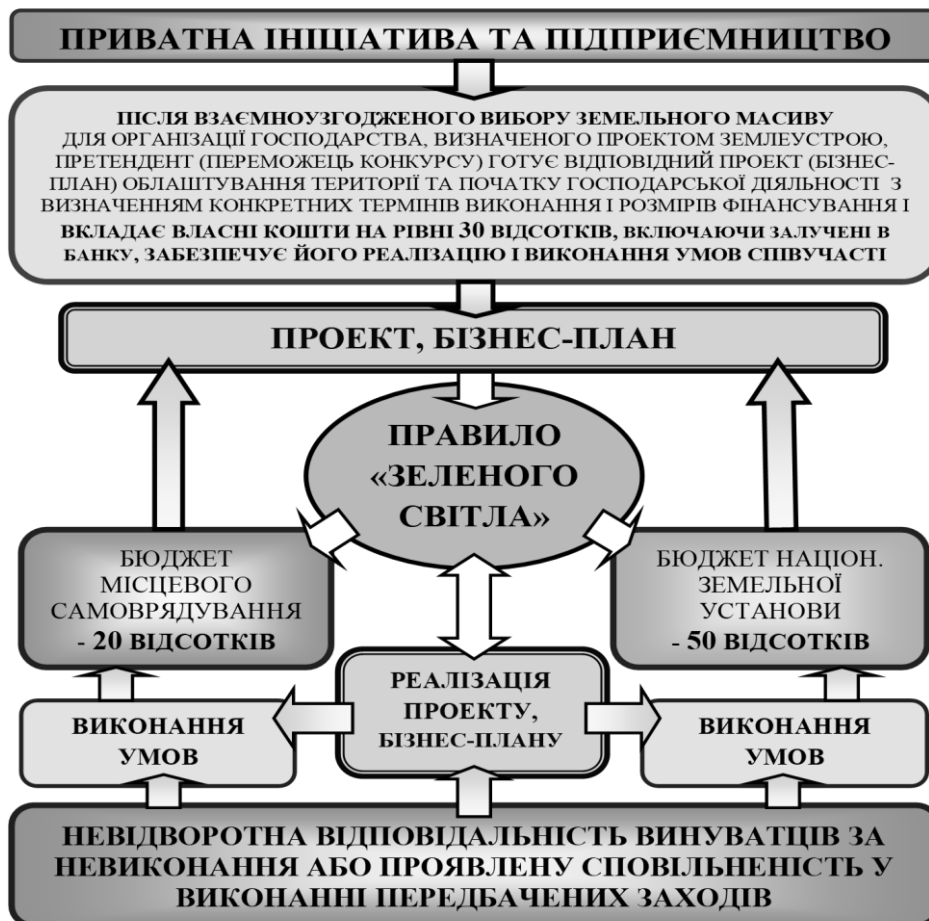 ПРИВАТНА ІНІЦІАТИВА ТА ПІДПРИЄМНИЦТВО
ПІСЛЯ ВЗАЄМНОУЗГОДЖЕНОГО ВИБОРУ ЗЕМЕЛЬНОГО МАСИВУ
ДЛЯ ОРГАНІЗАЦІЇ ГОСПОДАРСТВА, ВИЗНАЧЕНОГО ПРОЕКТОМ ЗЕМЛЕУСТРОЮ,
ПРЕТЕНДЕНТ (ПЕРЕМОЖЕЦЬ КОНКУРСУ) ГОТУЄ ВІДПОВІДНИЙ ПРОЕКТ (БІЗНЕС-
ПЛАН) ОБЛАШТУВАННЯ ТЕРИТОРІЇ ТА ПОЧАТКУ ГОСПОДАРСЬКОЇ ДІЯЛЬНОСТІ З
ВИЗНАЧЕННЯМ КОНКРЕТНИХ ТЕРМІНІВ ВИКОНАННЯ І РОЗМІРІВ ФІНАНСУВАННЯ І
ВКЛАДАЄ ВЛАСНІ КОШТИ НА РІВНІ 30 ВІДСОТКІВ, ВКЛЮЧАЮЧИ ЗАЛУЧЕНІ В
БАНКУ, ЗАБЕЗПЕЧУЄ ЙОГО РЕАЛІЗАЦІЮ І ВИКОНАННЯ УМОВ СПІВУЧАСТІ
ПРОЕКТ, БІЗНЕС-ПЛАН
ПРАВИЛО
«ЗЕЛЕНОГО
СВІТЛА»
БЮДЖЕТ
МІСЦЕВОГО
САМОВРЯДУВАННЯ
- 20 ВІДСОТКІВ
БЮДЖЕТ НАЦІОН.
ЗЕМЕЛЬНОЇ
УСТАНОВИ
- 50 ВІДСОТКІВ
ВИКОНАННЯ
УМОВ
РЕАЛІЗАЦІЯ
ПРОЕКТУ,
БІЗНЕС-ПЛАНУ
ВИКОНАННЯ
УМОВ
НЕВІДВОРОТНА ВІДПОВІДАЛЬНІСТЬ ВИНУВАТЦІВ ЗА
НЕВИКОНАННЯ АБО ПРОЯВЛЕНУ СПОВІЛЬНЕНІСТЬ У
ВИКОНАННІ ПЕРЕДБАЧЕНИХ ЗАХОДІВ